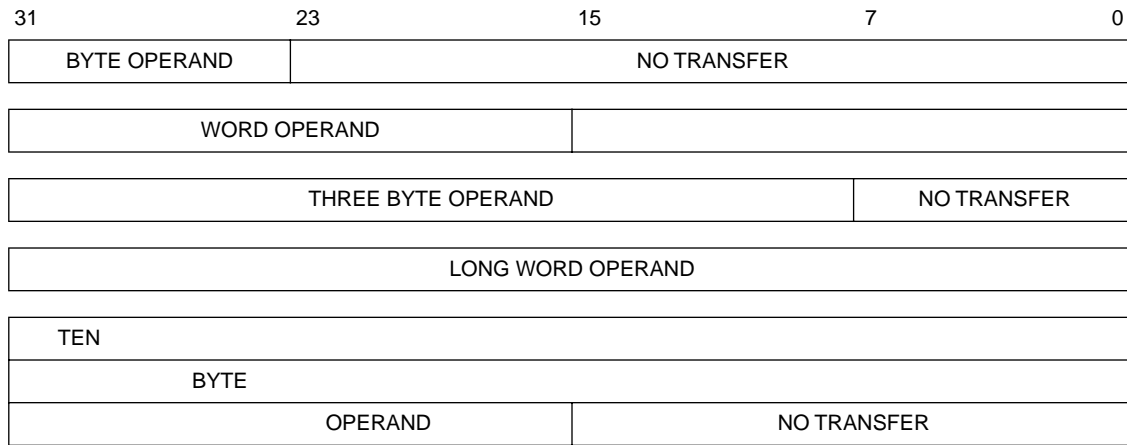 31 23 15 7 0
BYTE OPERAND NO TRANSFER
WORD OPERAND
THREE BYTE OPERAND NO TRANSFER
LONG WORD OPERAND
TEN
BYTE
OPERAND NO TRANSFER